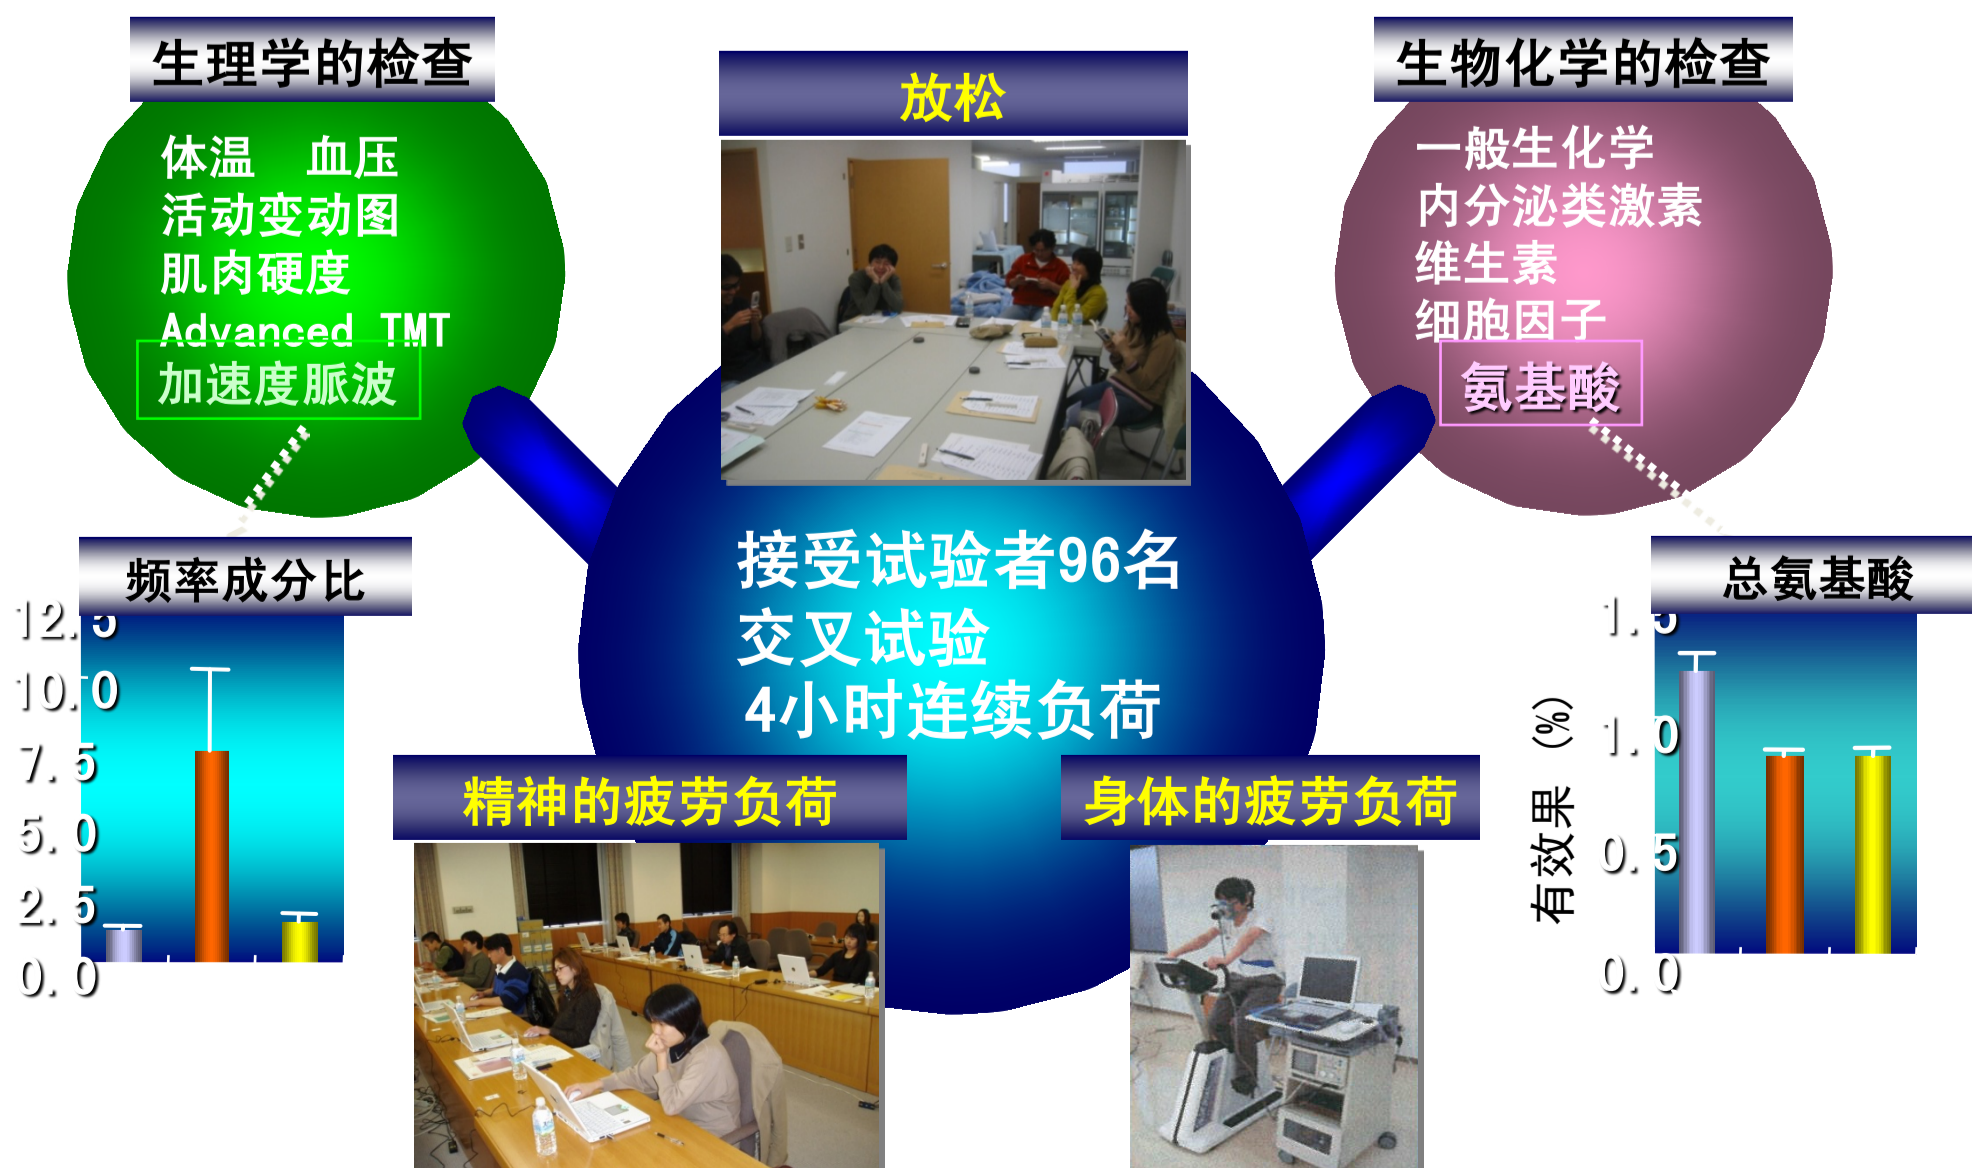 生理学的检查
体温 血压
活动变动图
肌肉硬度
Advanced TMT
加速度脈波
放松
生物化学的检查
一般生化学
内分泌类激素
维生素
细胞因子
氨基酸
接受试验者96名
交叉试验
4小时连续负荷
频率成分比
12.5
10.0
7.5
5.0
2.5
0.0
精神的疲劳负荷
身体的疲劳负荷
总氨基酸
有效果 (%)
1.5
1.0
0.5
0.0